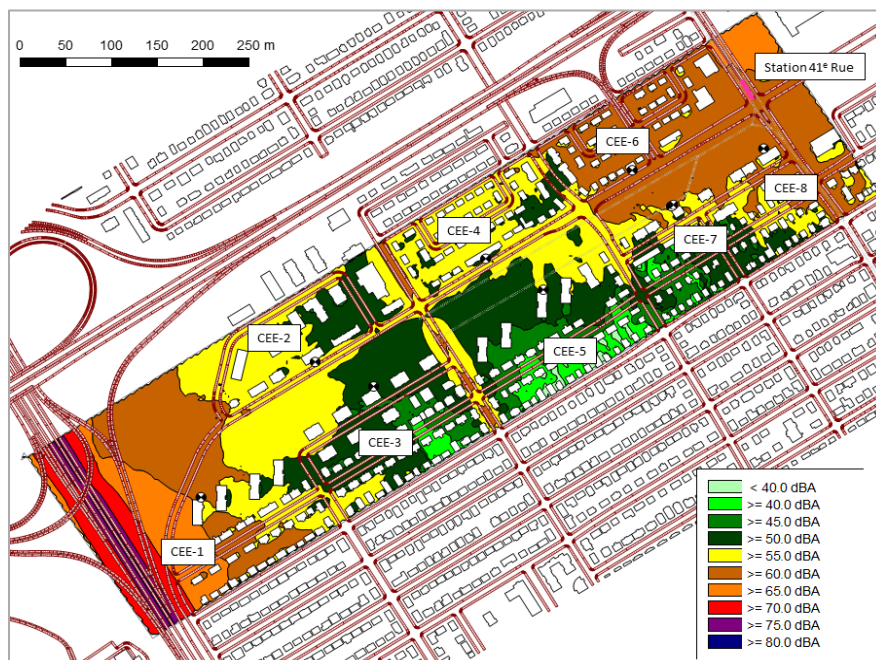 0 50 100 150 200 250 m
Station 41e Rue
CEE-6
CEE-8
CEE-4
CEE-7
CEE-2
CEE-5
CEE-3
CEE-1
< 40.0 dBA
>= 40.0 dBA
>= 45.0 dBA
>= 50.0 dBA
>= 55.0 dBA
>= 60.0 dBA
>= 65.0 dBA
>= 70.0 dBA
>= 75.0 dBA
>= 80.0 dBA